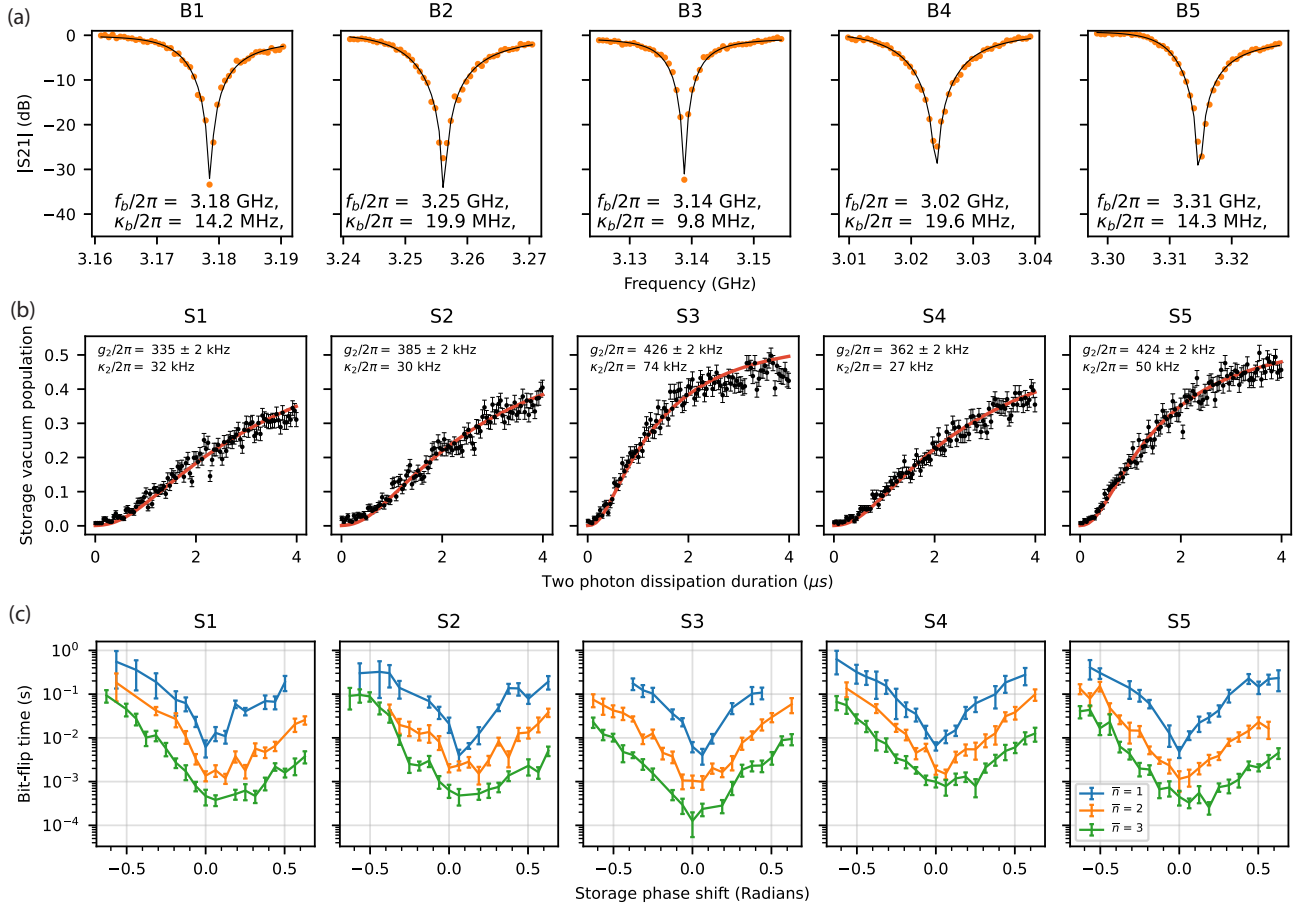 (a)
B1 B2 B3 B4 B5
|S21| (dB)
0
−10
−20
−30
−40
f_b/2π = 3.18 GHz,
κ_b/2π = 14.2 MHz,
f_b/2π = 3.25 GHz,
κ_b/2π = 19.9 MHz,
f_b/2π = 3.14 GHz,
κ_b/2π = 9.8 MHz,
f_b/2π = 3.02 GHz,
κ_b/2π = 19.6 MHz,
f_b/2π = 3.31 GHz,
κ_b/2π = 14.3 MHz,
3.16 3.17 3.18 3.19
3.24 3.25 3.26 3.27
3.13 3.14 3.15
3.01 3.02 3.03 3.04
3.30 3.31 3.32
Frequency (GHz)
(b)
S1 S2 S3 S4 S5
Storage vacuum population
0.5
0.4
0.3
0.2
0.1
0.0
g₂/2π = 335 ± 2 kHz
κ₂/2π = 32 kHz
g₂/2π = 385 ± 2 kHz
κ₂/2π = 30 kHz
g₂/2π = 426 ± 2 kHz
κ₂/2π = 74 kHz
g₂/2π = 362 ± 2 kHz
κ₂/2π = 27 kHz
g₂/2π = 424 ± 2 kHz
κ₂/2π = 50 kHz
0 2 4
0 2 4
0 2 4
0 2 4
0 2 4
Two photon dissipation duration (μs)
(c)
S1 S2 S3 S4 S5
Bit-flip time (s)
10⁰
10⁻¹
10⁻²
10⁻³
10⁻⁴
n̅ = 1
n̅ = 2
n̅ = 3
−0.5 0.0 0.5
−0.5 0.0 0.5
−0.5 0.0 0.5
−0.5 0.0 0.5
−0.5 0.0 0.5
Storage phase shift (Radians)